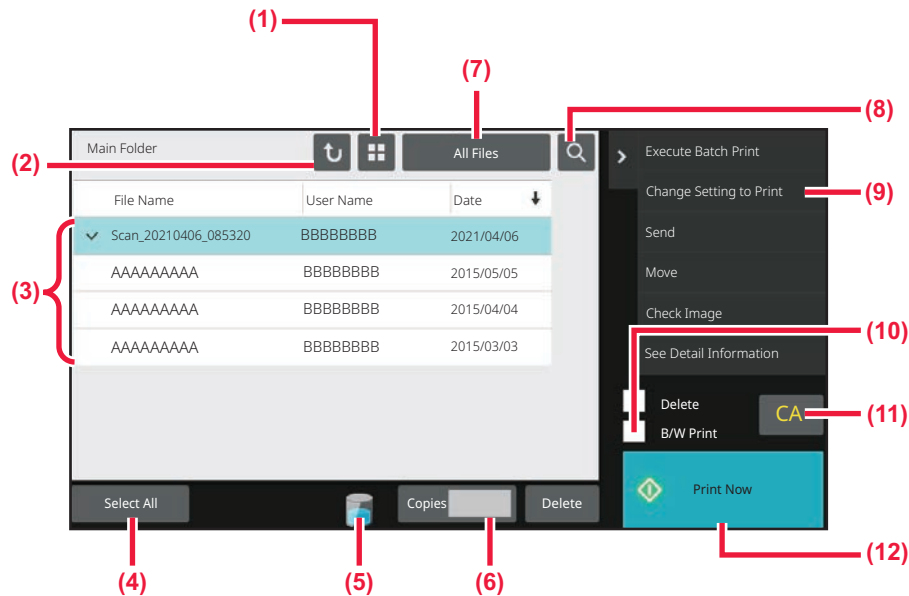 (1)
(7)
(8)
(2)
Main Folder
All Files
Execute Batch Print
File Name User Name Date
Change Setting to Print
(9)
(3)
Scan_20210406_085320 BBBBBBBB 2021/04/06
Send
AAAAAAAAA BBBBBBBB 2015/05/05
Move
AAAAAAAAA BBBBBBBB 2015/04/04
Check Image
(10)
AAAAAAAAA BBBBBBBB 2015/03/03
See Detail Information
Delete
CA
(11)
B/W Print
Select All
Copies
Delete
Print Now
(12)
(4)
(5)
(6)